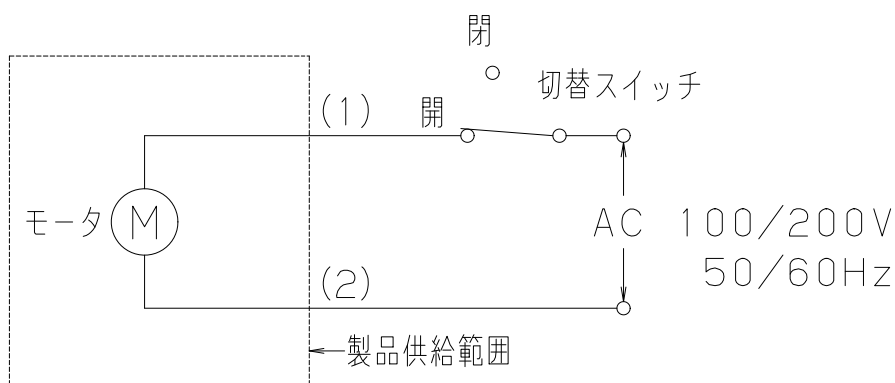 閉
切替スイッチ
(1)
開
モータ
M
AC 100/200V
50/60Hz
(2)
製品供給範囲